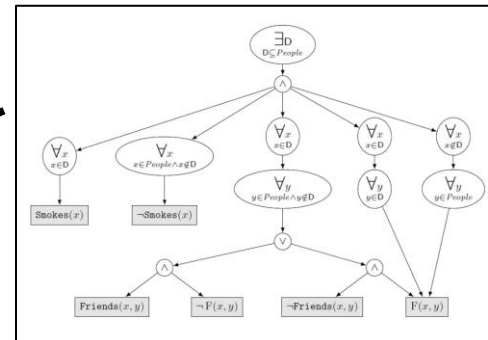 ∃D
D⊆People
∧
∀x
x∈D
∀x
x∈People∧x∉D
∀x
x∈D
∀x
x∈D
∀x
x∉D
∀y
y∈People∧y∉D
∀y
y∈D
∀y
y∈People
Smokes(x)
¬Smokes(x)
∨
∧
∧
Friends(x, y)
¬ F(x, y)
¬Friends(x, y)
F(x, y)